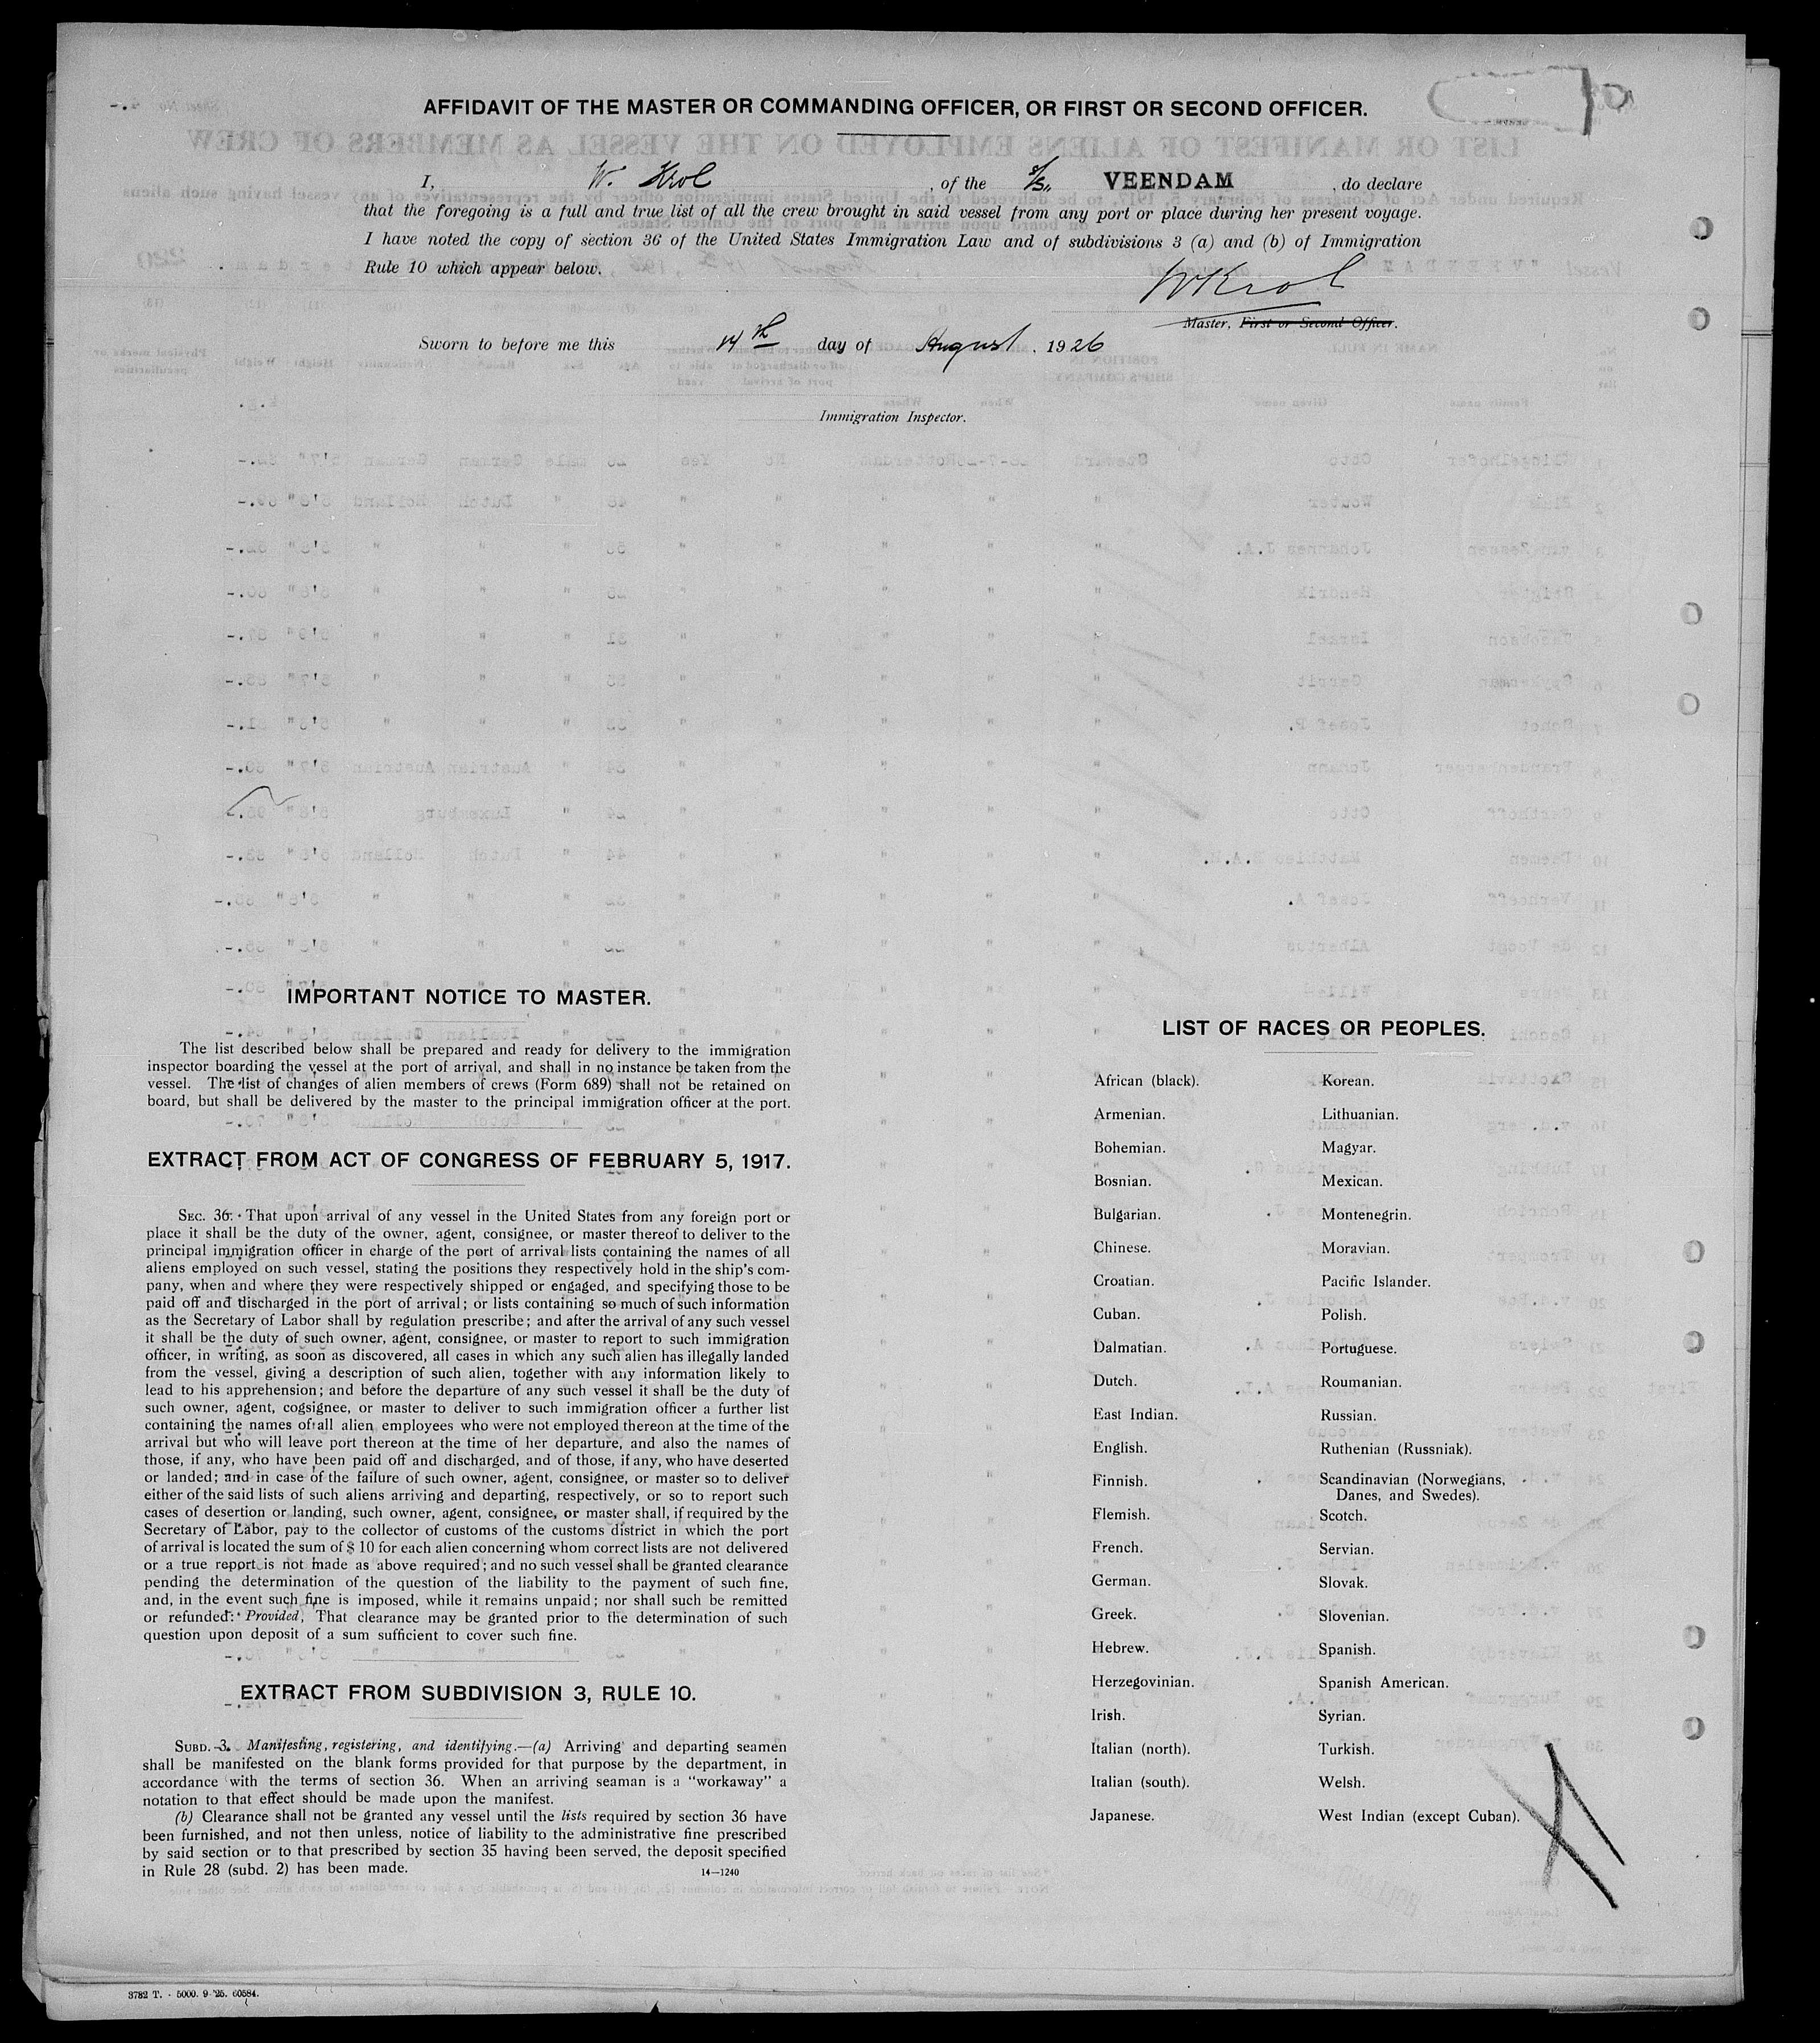 AFFIDAVIT OF THE MASTER OR COMMANDING OFFICER, OR FIRST OR SECOND OFFICER.
I, W. Krol, of the S/S. VEENDAM, do declare
that the foregoing is a full and true list of all the crew brought in said vessel from any port or place during her present voyage.
I have noted the copy of section 36 of the United States Immigration Law and of subdivisions 3 (a) and (b) of Immigration
Rule 10 which appear below.
WKrol
Master, First or Second Officer.
Sworn to before me this 14th day of August, 1926
Immigration Inspector.
IMPORTANT NOTICE TO MASTER.
The list described below shall be prepared and ready for delivery to the immigration
inspector boarding the vessel at the port of arrival, and shall in no instance be taken from the
vessel. The list of changes of alien members of crews (Form 689) shall not be retained on
board, but shall be delivered by the master to the principal immigration officer at the port.
EXTRACT FROM ACT OF CONGRESS OF FEBRUARY 5, 1917.
SEC. 36. That upon arrival of any vessel in the United States from any foreign port or
place it shall be the duty of the owner, agent, consignee, or master thereof to deliver to the
principal immigration officer in charge of the port of arrival lists containing the names of all
aliens employed on such vessel, stating the positions they respectively hold in the ship's com-
pany, when and where they were respectively shipped or engaged, and specifying those to be
paid off and discharged in the port of arrival; or lists containing so much of such information
as the Secretary of Labor shall by regulation prescribe; and after the arrival of any such vessel
it shall be the duty of such owner, agent, consignee, or master to report to such immigration
officer, in writing, as soon as discovered, all cases in which any such alien has illegally landed
from the vessel, giving a description of such alien, together with any information likely to
lead to his apprehension; and before the departure of any such vessel it shall be the duty of
such owner, agent, cogsignee, or master to deliver to such immigration officer a further list
containing the names of all alien employees who were not employed thereon at the time of the
arrival but who will leave port thereon at the time of her departure, and also the names of
those, if any, who have been paid off and discharged, and of those, if any, who have deserted
or landed; and in case of the failure of such owner, agent, consignee, or master so to deliver
either of the said lists of such aliens arriving and departing, respectively, or so to report such
cases of desertion or landing, such owner, agent, consignee, or master shall, if required by the
Secretary of Labor, pay to the collector of customs of the customs district in which the port
of arrival is located the sum of $ 10 for each alien concerning whom correct lists are not delivered
or a true report is not made as above required; and no such vessel shall be granted clearance
pending the determination of the question of the liability to the payment of such fine,
and, in the event such fine is imposed, while it remains unpaid; nor shall such be remitted
or refunded: Provided, That clearance may be granted prior to the determination of such
question upon deposit of a sum sufficient to cover such fine.
EXTRACT FROM SUBDIVISION 3, RULE 10.
SUBD. 3. Manifesting, registering, and identifying.—(a) Arriving and departing seamen
shall be manifested on the blank forms provided for that purpose by the department, in
accordance with the terms of section 36. When an arriving seaman is a "workaway" a
notation to that effect should be made upon the manifest.
(b) Clearance shall not be granted any vessel until the lists required by section 36 have
been furnished, and not then unless, notice of liability to the administrative fine prescribed
by said section or to that prescribed by section 35 having been served, the deposit specified
in Rule 28 (subd. 2) has been made.
14—1240
LIST OF RACES OR PEOPLES.
African (black).
Armenian.
Bohemian.
Bosnian.
Bulgarian.
Chinese.
Croatian.
Cuban.
Dalmatian.
Dutch.
East Indian.
English.
Finnish.
Flemish.
French.
German.
Greek.
Hebrew.
Herzegovinian.
Irish.
Italian (north).
Italian (south).
Japanese.
Korean.
Lithuanian.
Magyar.
Mexican.
Montenegrin.
Moravian.
Pacific Islander.
Polish.
Portuguese.
Roumanian.
Russian.
Ruthenian (Russniak).
Scandinavian (Norwegians,
Danes, and Swedes).
Scotch.
Servian.
Slovak.
Slovenian.
Spanish.
Spanish American.
Syrian.
Turkish.
Welsh.
West Indian (except Cuban).
3782 T. - 5000. 9-'25. 60584.